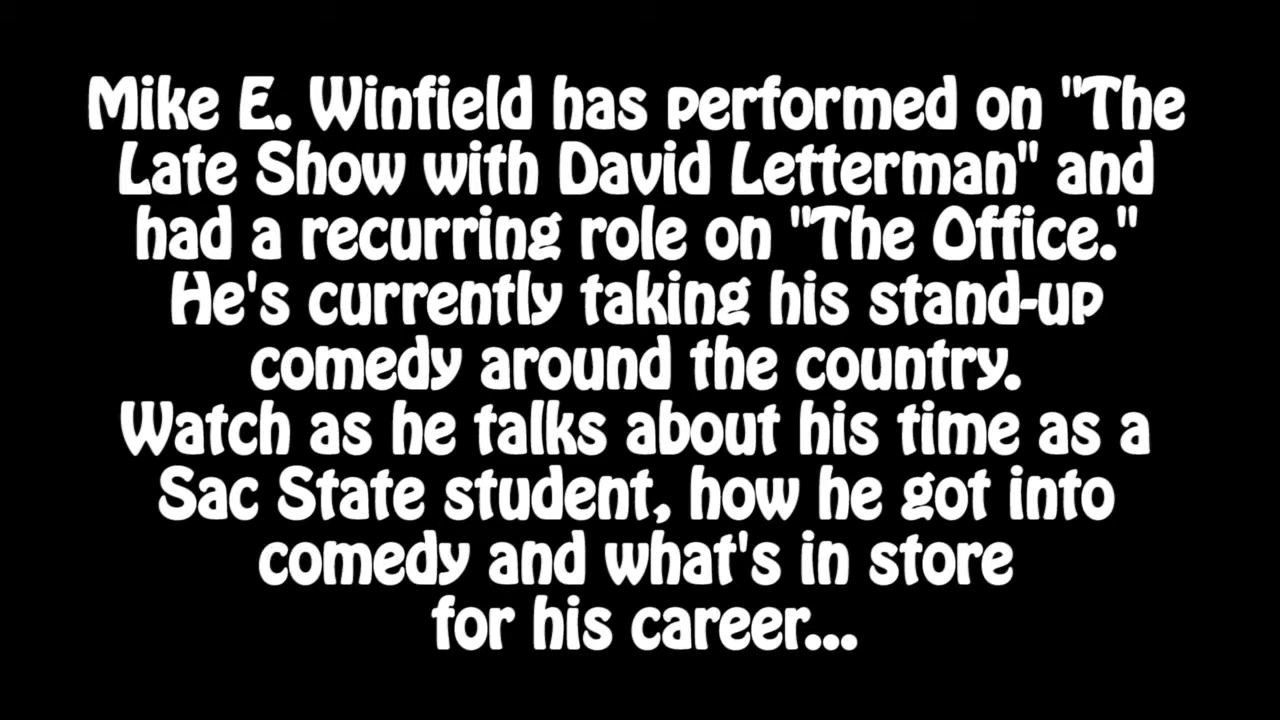 Mike E. Winfield has performed on "The
Late Show with David Letterman" and
had a recurring role on "The Office."
He's currently taking his stand-up
comedy around the country.
Watch as he talks about his time as a
Sac State student, how he got into
comedy and what's in store
for his career...